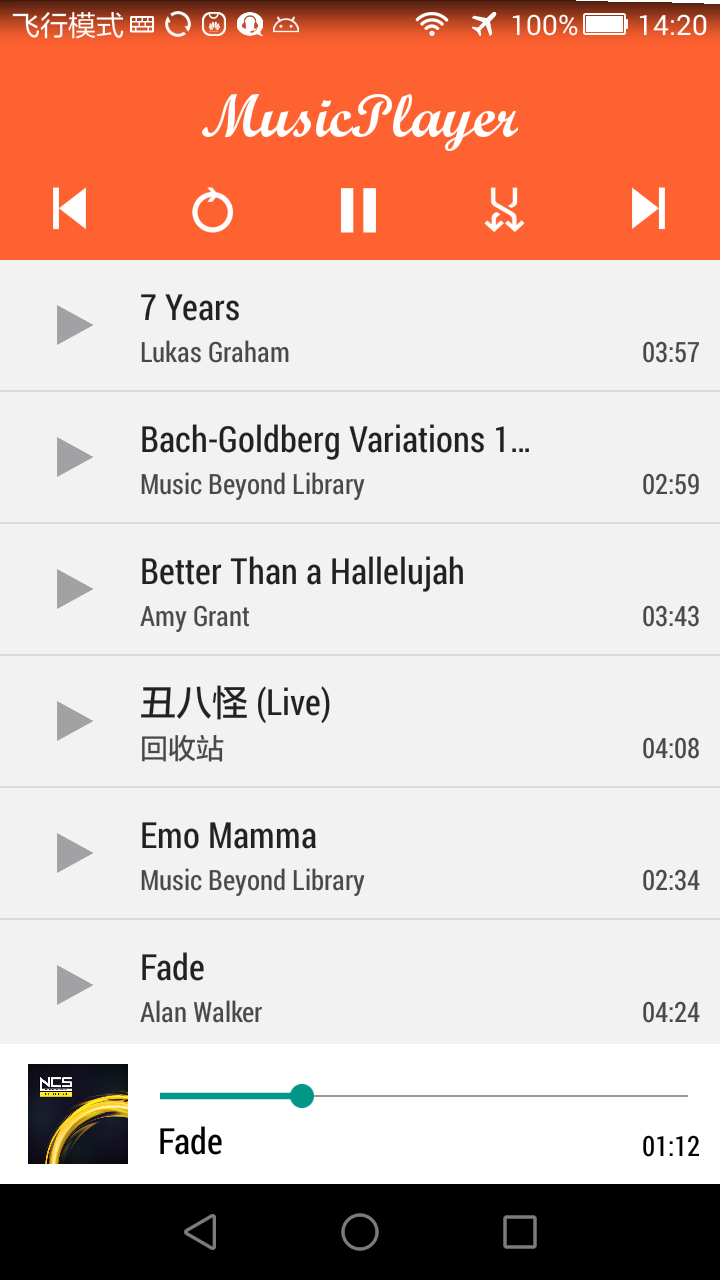 飞行模式 100% 14:20
MusicPlayer
7 Years
Lukas Graham 03:57
Bach-Goldberg Variations 1...
Music Beyond Library 02:59
Better Than a Hallelujah
Amy Grant 03:43
丑八怪 (Live)
回收站 04:08
Emo Mamma
Music Beyond Library 02:34
Fade
Alan Walker 04:24
NCS
Fade 01:12